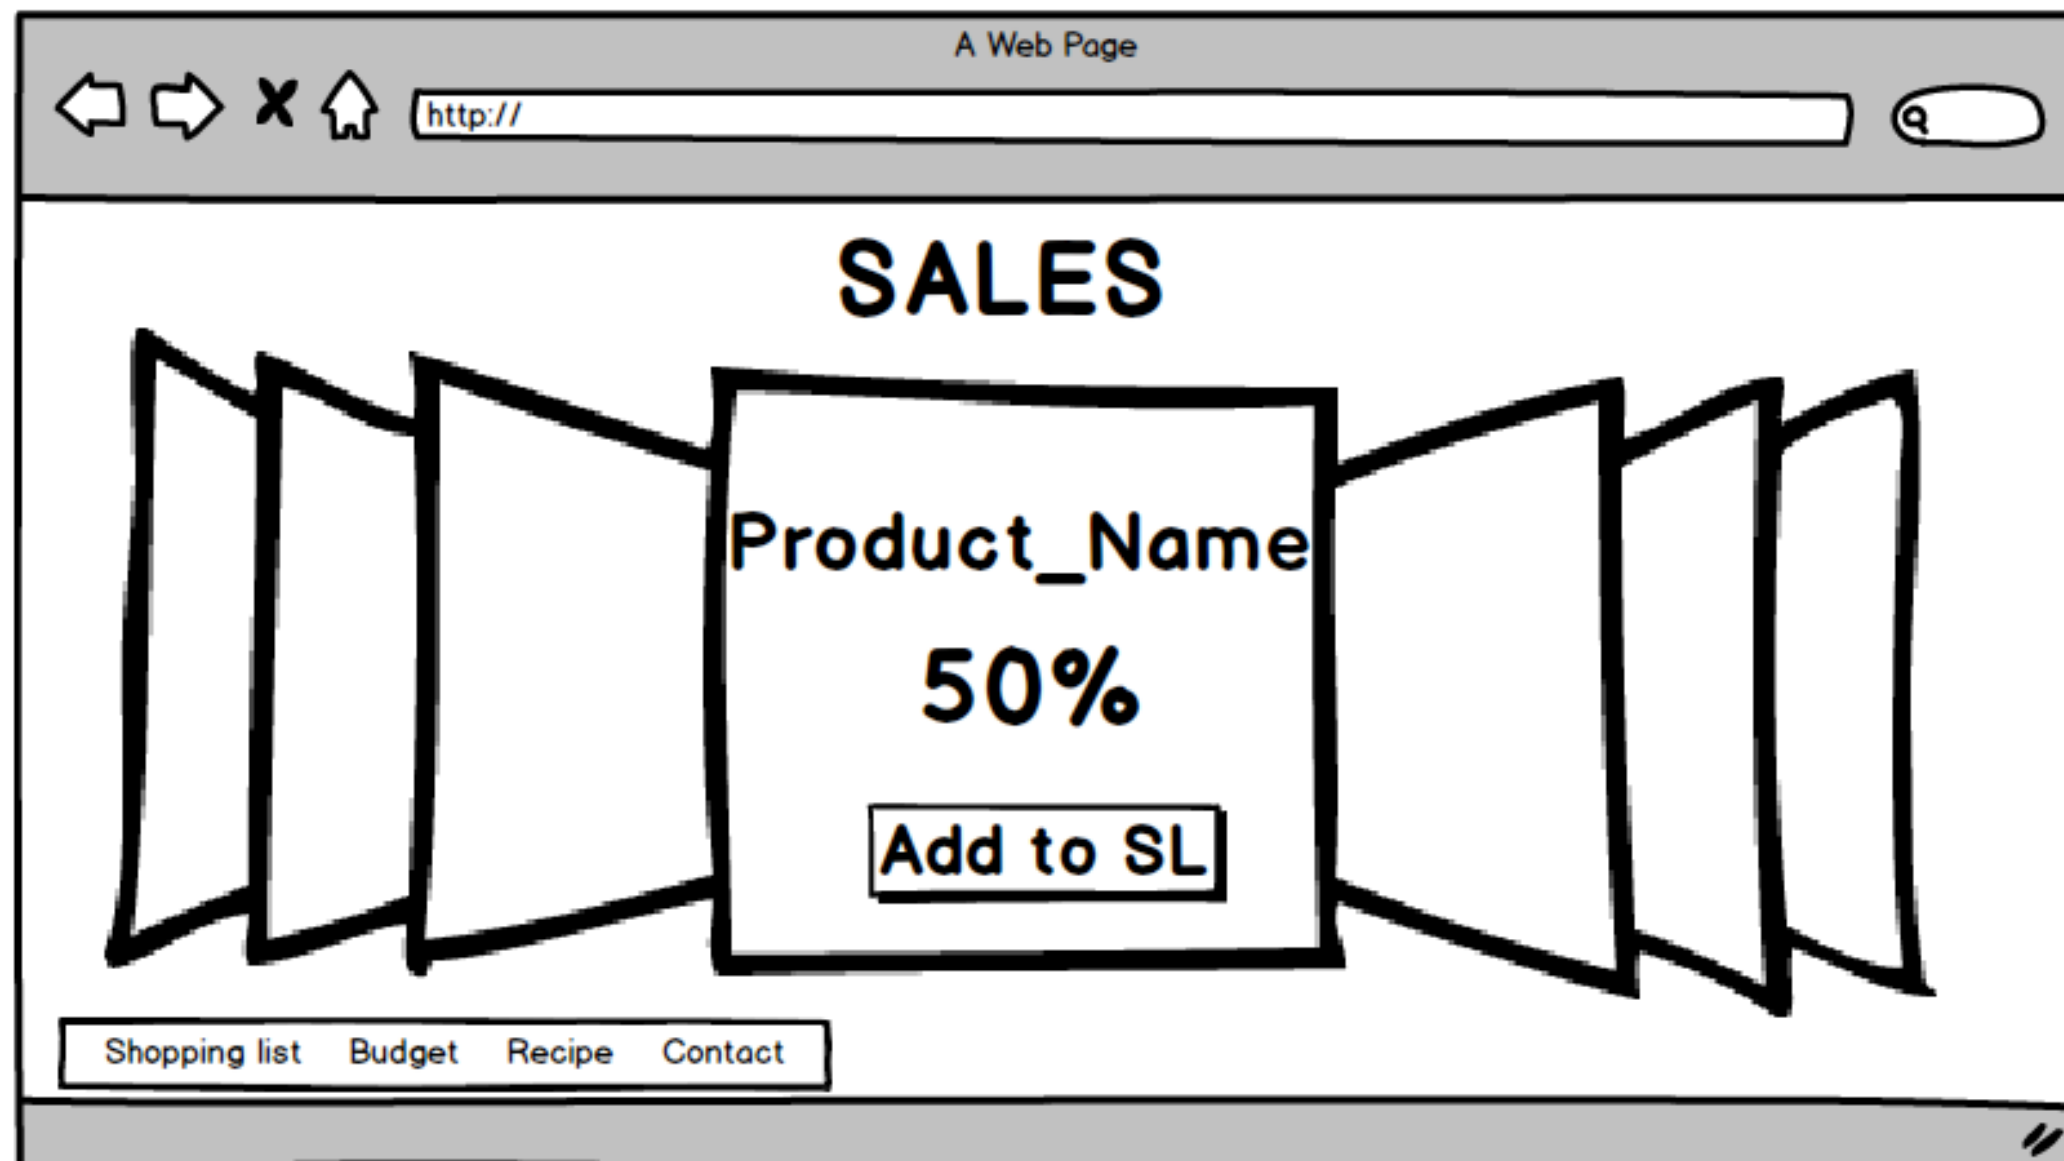 A Web Page
http://
SALES
Product_Name
50%
Add to SL
Shopping list Budget Recipe Contact